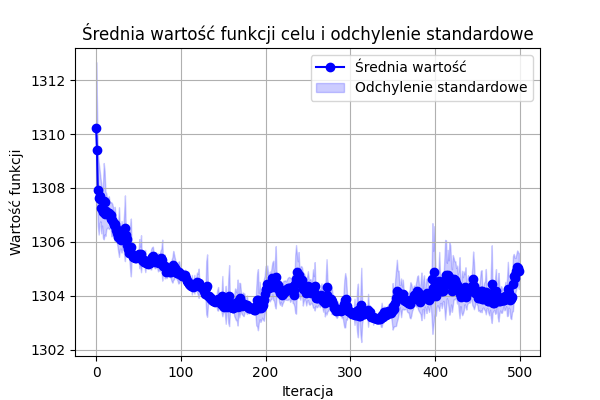 Średnia wartość funkcji celu i odchylenie standardowe
Średnia wartość
Odchylenie standardowe
Wartość funkcji
1312
1310
1308
1306
1304
1302
0 100 200 300 400 500
Iteracja